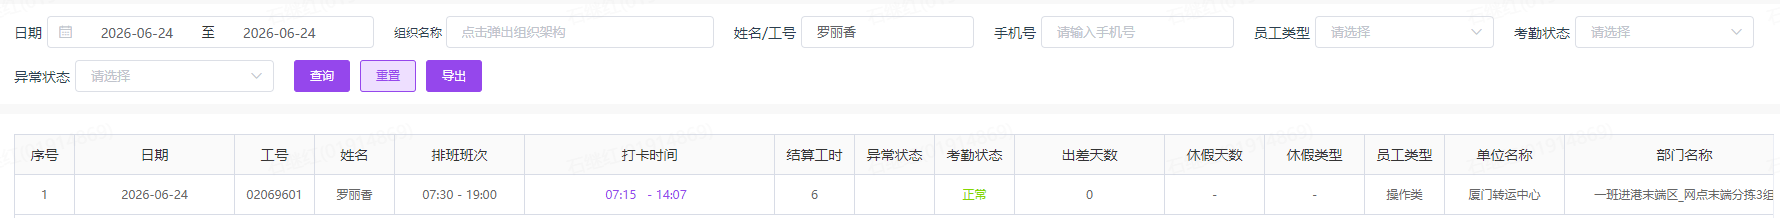 日期 2026-06-24 至 2026-06-24 组织名称 点击弹出组织架构 姓名/工号 罗丽香 手机号 请输入手机号 员工类型 请选择 考勤状态 请选择
异常状态 请选择 查询 重置 导出
序号 日期 工号 姓名 排班班次 打卡时间 结算工时 异常状态 考勤状态 出差天数 休假天数 休假类型 员工类型 单位名称 部门名称
1 2026-06-24 02069601 罗丽香 07:30 - 19:00 07:15 - 14:07 6 正常 0 - - 操作类 厦门转运中心 一班进港末端区_网点末端分拣3组